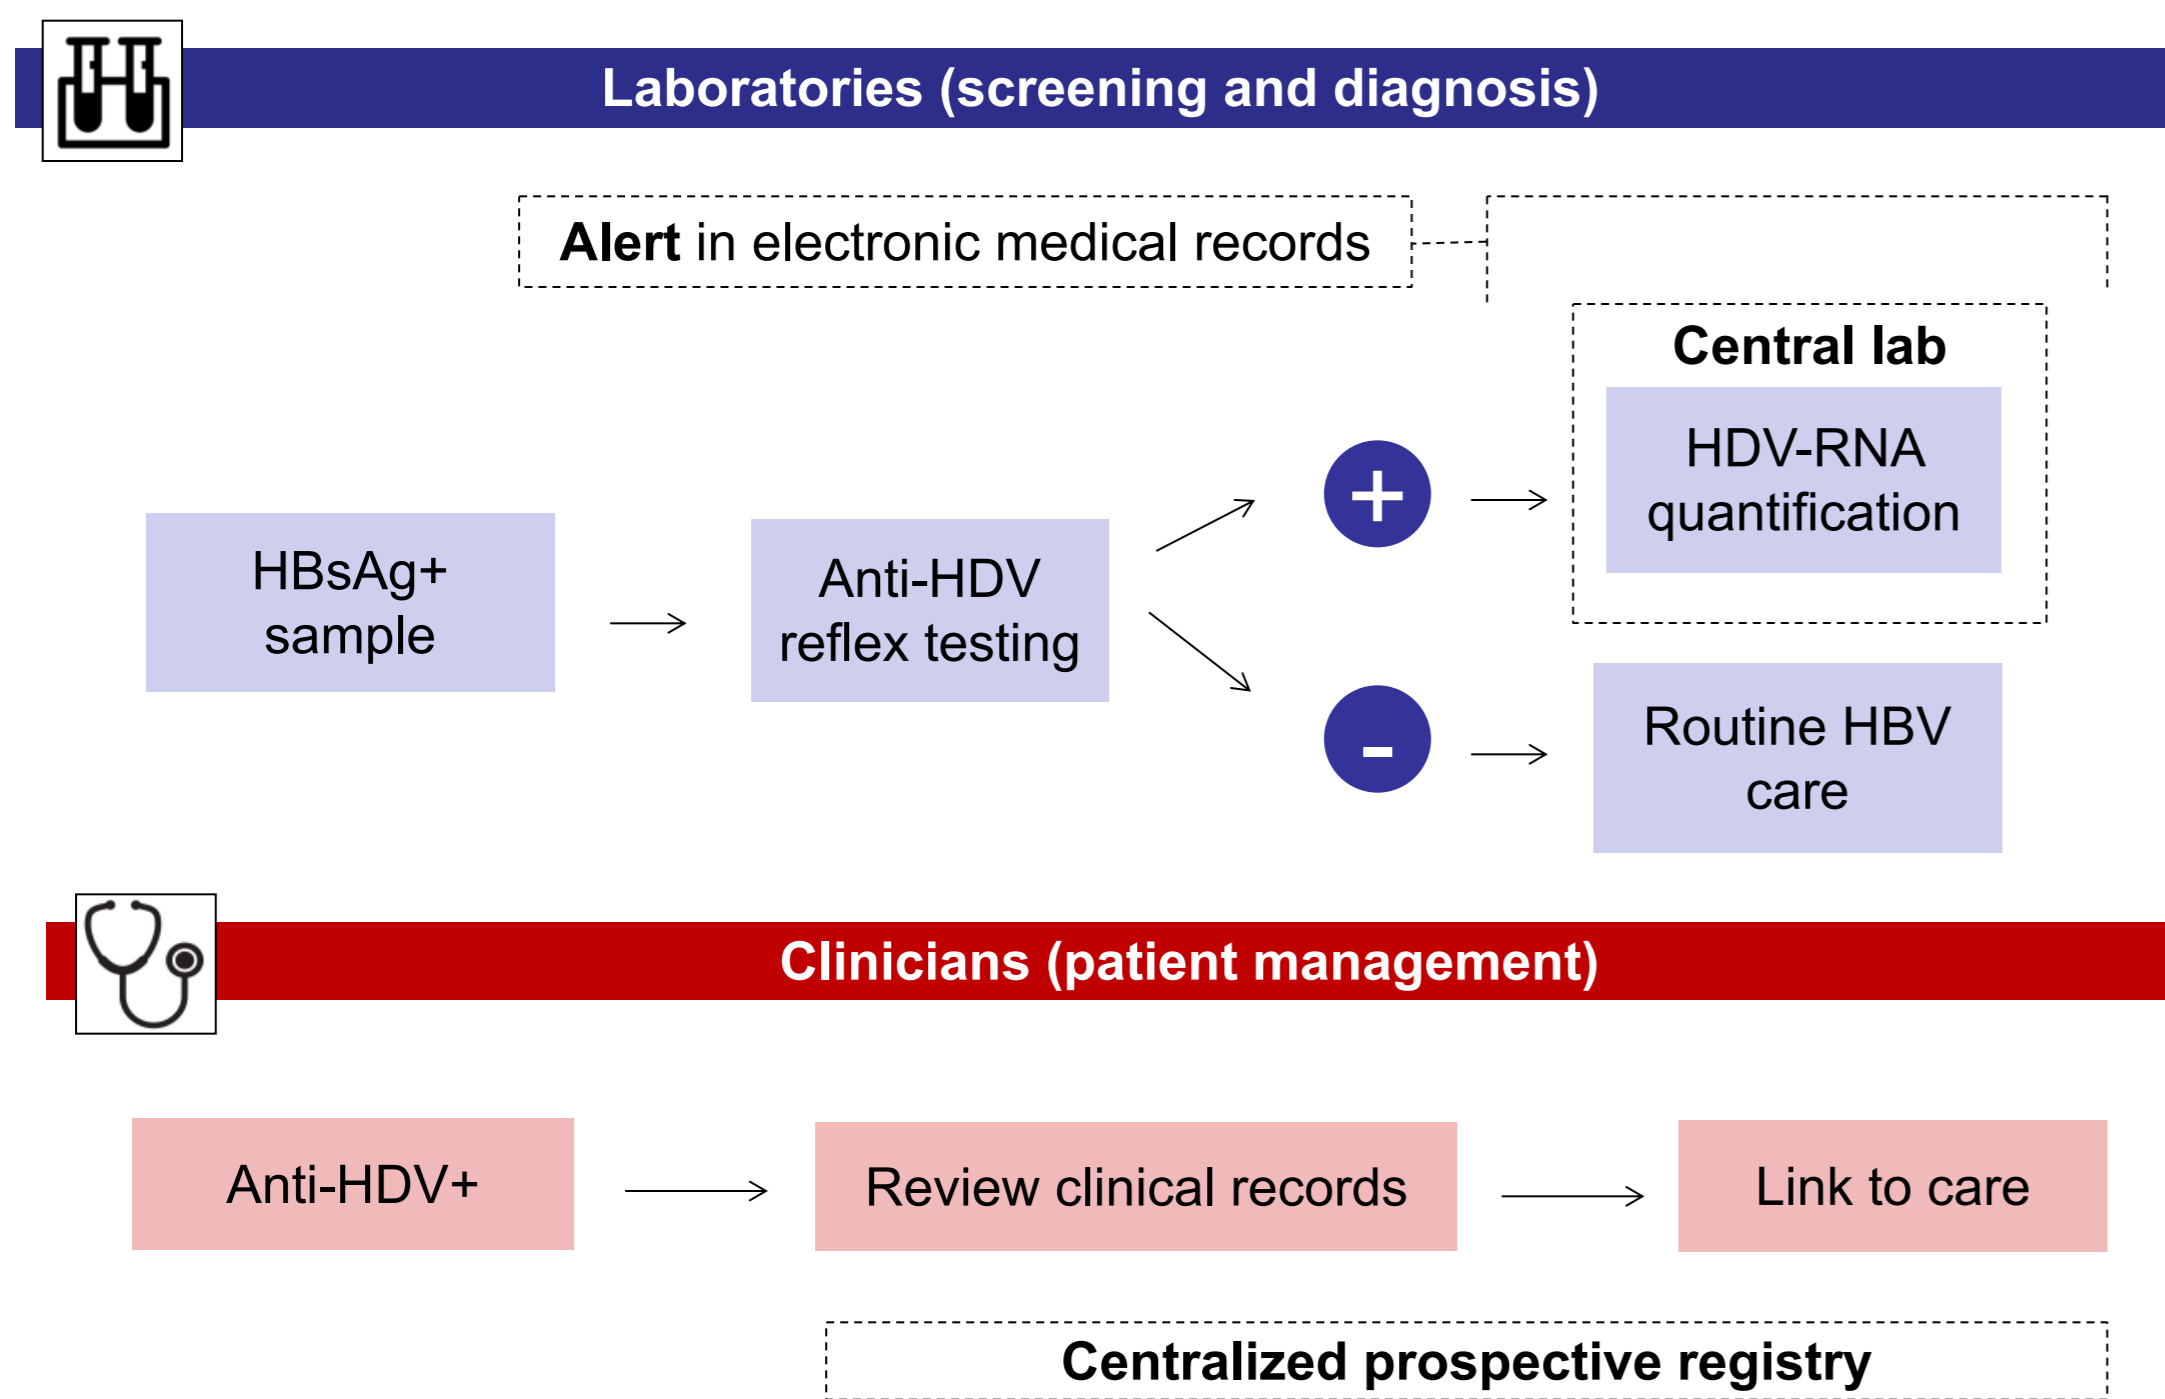 Laboratories (screening and diagnosis)
Alert in electronic medical records
Central lab
HDV-RNA
quantification
+
HBsAg+
sample
Anti-HDV
reflex testing
-
Routine HBV
care
Clinicians (patient management)
Anti-HDV+
Review clinical records
Link to care
Centralized prospective registry